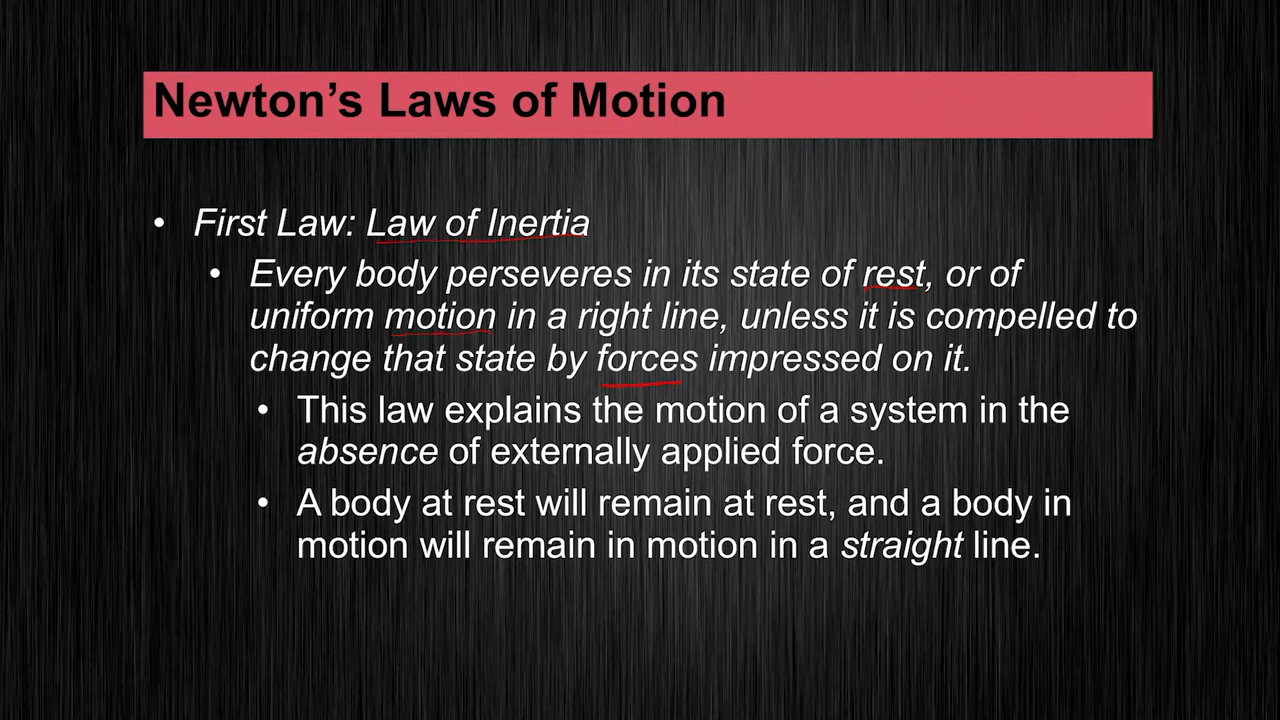 Newton’s Laws of Motion
• First Law: Law of Inertia
• Every body perseveres in its state of rest, or of
uniform motion in a right line, unless it is compelled to
change that state by forces impressed on it.
• This law explains the motion of a system in the
absence of externally applied force.
• A body at rest will remain at rest, and a body in
motion will remain in motion in a straight line.